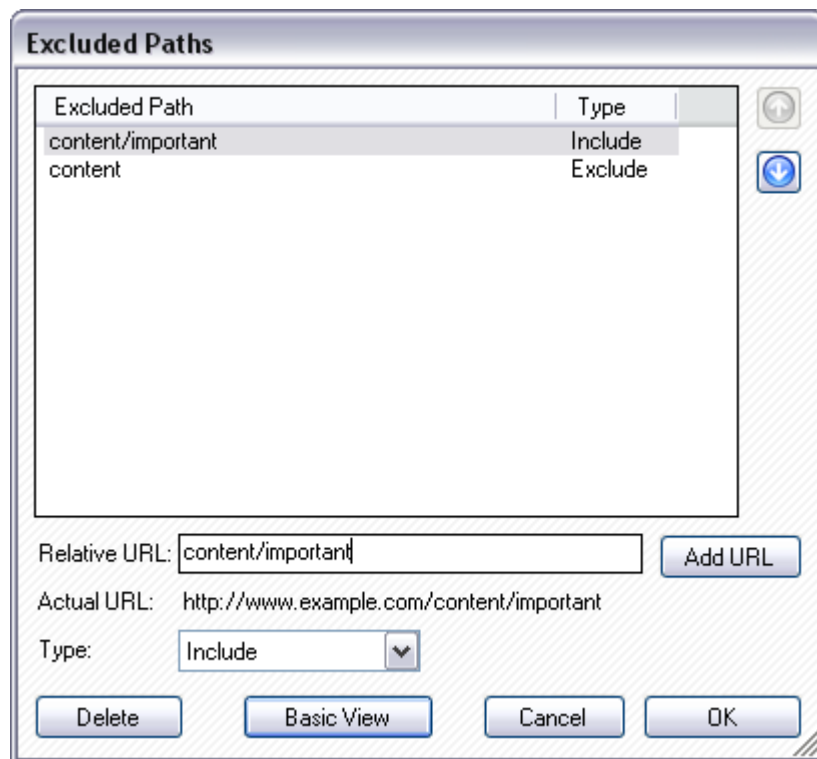 Excluded Paths
Excluded Path Type
content/important Include
content Exclude
Relative URL: content/important Add URL
Actual URL: http://www.example.com/content/important
Type: Include
Delete Basic View Cancel OK